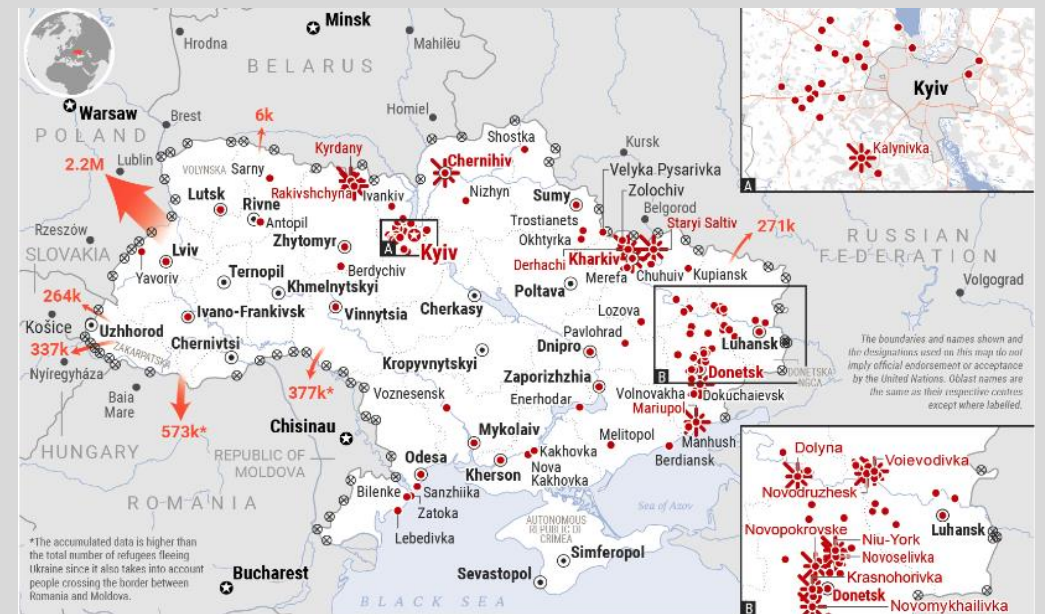 Minsk
Hrodna
Mahilëu
BELARUS
Warsaw
Brest
6k
Homiel
POLAND
Shostka
Kyrdany
Kursk
2.2M
Lublin
VOLYNSKA
Sarny
Chernihiv
Velyka Pysarivka
Rakivshchyna
Ivankiv
Nizhyn
Sumy
Zolochiv
Lutsk
Rivne
Belgorod
Antopil
Trostianets
Staryi Saltiv
271k
Rzeszów
Zhytomyr
A
Kyiv
Okhtyrka
RUSSIAN
FEDERATION
Lviv
Kharkiv
SLOVAKIA
Derhachi
Yavoriv
Berdychiv
Merefa
Chuhuiv
Kupiansk
Volgograd
Ternopil
Khmelnytskyi
Poltava
264k
Cherkasy
Lozova
Ivano-Frankivsk
Vinnytsia
Košice
Uzhhorod
Pavlohrad
337k
ZAKARPATSKA
Chernivtsi
Dnipro
Luhansk
Nyíregyháza
Kropyvnytskyi
B
Donetsk
DONETSKA
NGCA
Zaporizhzhia
377k*
Voznesensk
Enerhodar
Volnovakha
Dokuchaievsk
Baia
Mare
Mariupol
573k*
Chisinau
Mykolaiv
Melitopol
Manhush
HUNGARY
REPUBLIC OF
MOLDOVA
Odesa
Kakhovka
Berdiansk
Kherson
Nova
Kakhovka
Bilenke
Sanzhiika
ROMANIA
Zatoka
Sea of Azov
Lebedivka
AUTONOMOUS
REPUBLIC OF
CRIMEA
Simferopol
Sevastopol
Bucharest
BLACK SEA
*The accumulated data is higher than
the total number of refugees fleeing
Ukraine since it also takes into account
people crossing the border between
Romania and Moldova.
Kyiv
Kalynivka
A
The boundaries and names shown and
the designations used on this map do not
imply official endorsement or acceptance
by the United Nations. Oblast names are
the same as their respective centres
except where labelled.
Dolyna
Voievodivka
Novodruzhesk
Novopokrovske
Luhansk
Niu-York
Novoselivka
Krasnohorivka
Donetsk
B
Novomykhailivka